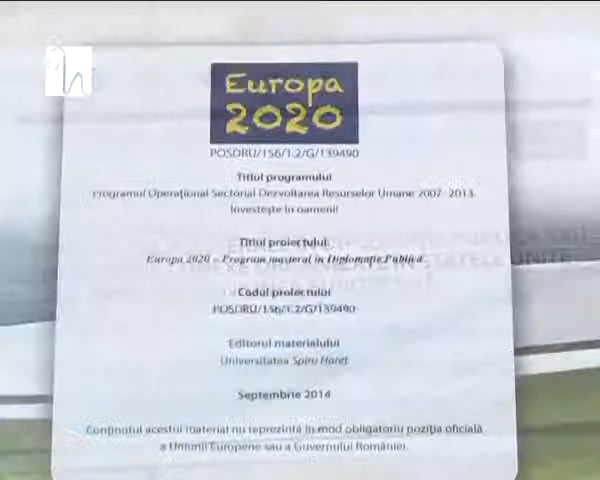 Europa
2020
POSDRU/156/1.2/G/139490
Titlul programului
Programul Operațional Sectorial Dezvoltarea Resurselor Umane 2007-2013
Investește în oameni!
Titlul proiectului
Europa 2020 – Program masteral în Diplomație Publică.
Codul proiectului
POSDRU/156/1.2/G/139490
Editorul materialului
Universitatea Spiru Haret
Septembrie 2014
Conținutul acestui material nu reprezintă în mod obligatoriu poziția oficială
a Uniunii Europene sau a Guvernului României.